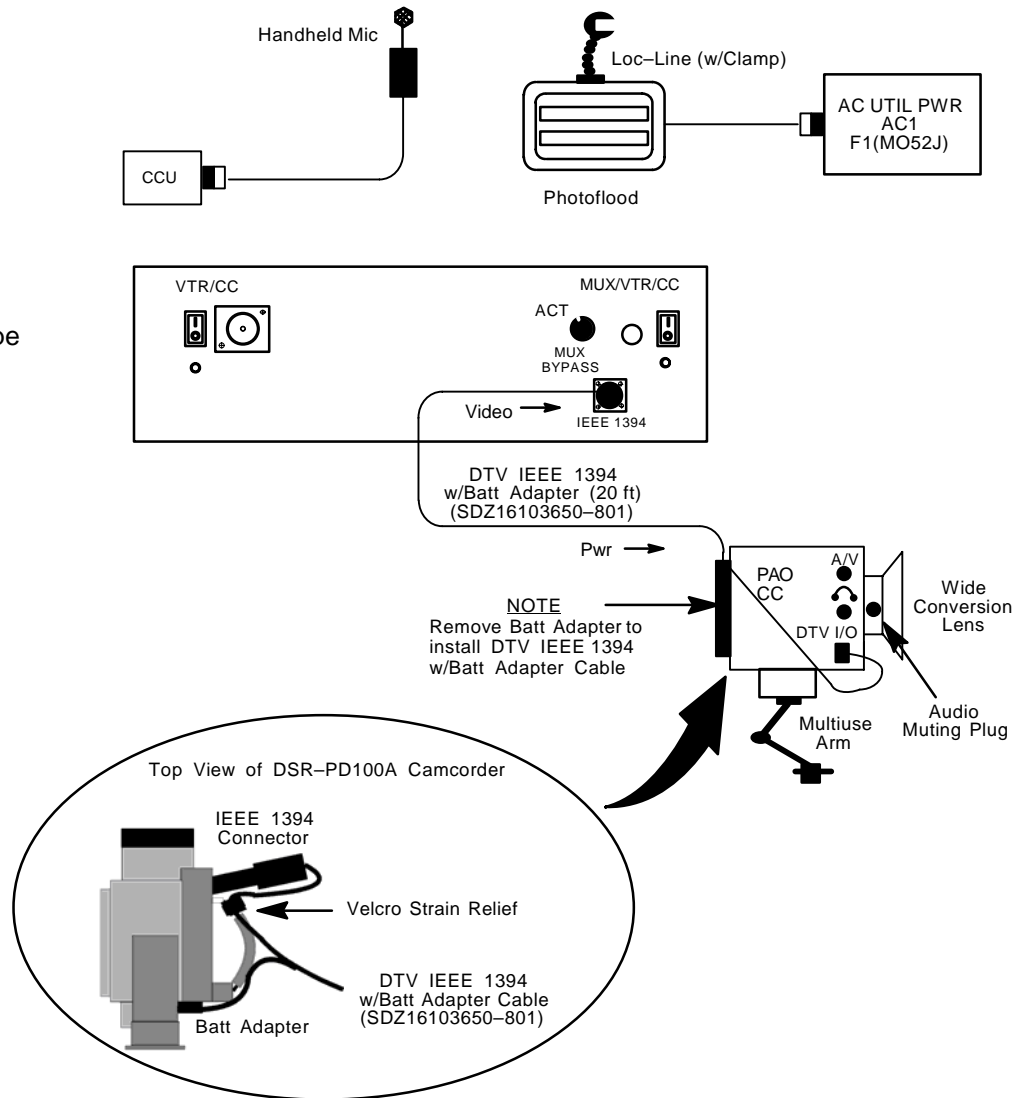 Handheld Mic
CCU
Loc–Line (w/Clamp)
Photoflood
AC UTIL PWR
AC1
F1(MO52J)
VTR/CC
MUX/VTR/CC
ACT
MUX
BYPASS
Video
IEEE 1394
DTV IEEE 1394
w/Batt Adapter (20 ft)
(SDZ16103650–801)
Pwr
NOTE
Remove Batt Adapter to
install DTV IEEE 1394
w/Batt Adapter Cable
PAO
CC
A/V
DTV I/O
Wide
Conversion
Lens
Audio
Muting Plug
Multiuse
Arm
Top View of DSR–PD100A Camcorder
IEEE 1394
Connector
Velcro Strain Relief
DTV IEEE 1394
w/Batt Adapter Cable
(SDZ16103650–801)
Batt Adapter